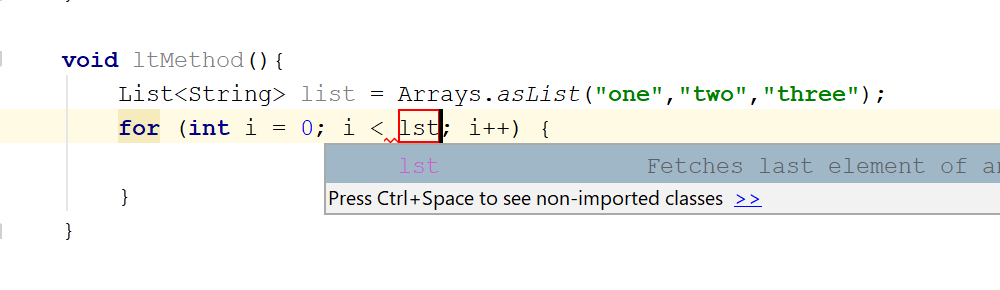 void ltMethod(){
List<String> list = Arrays.asList("one","two","three");
for (int i = 0; i < lst; i++) {
lst Fetches last element of
Press Ctrl+Space to see non-imported classes >>
}
}